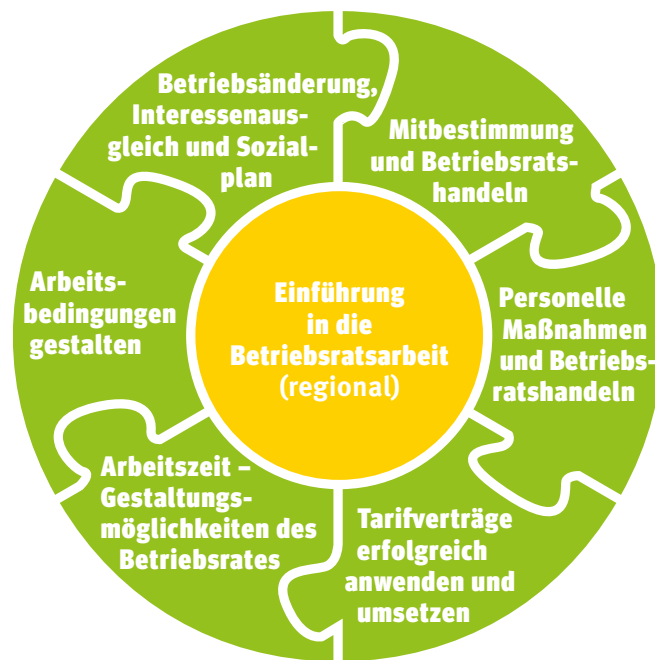 Betriebsänderung,
Interessenaus-
gleich und Sozial-
plan
Mitbestimmung
und Betriebsrats-
handeln
Personelle
Maßnahmen
und Betriebs-
ratshandeln
Tarifverträge
erfolgreich
anwenden und
umsetzen
Arbeitszeit –
Gestaltungs-
möglichkeiten des
Betriebsrates
Arbeits-
bedingungen
gestalten
Einführung
in die
Betriebsratsarbeit
(regional)